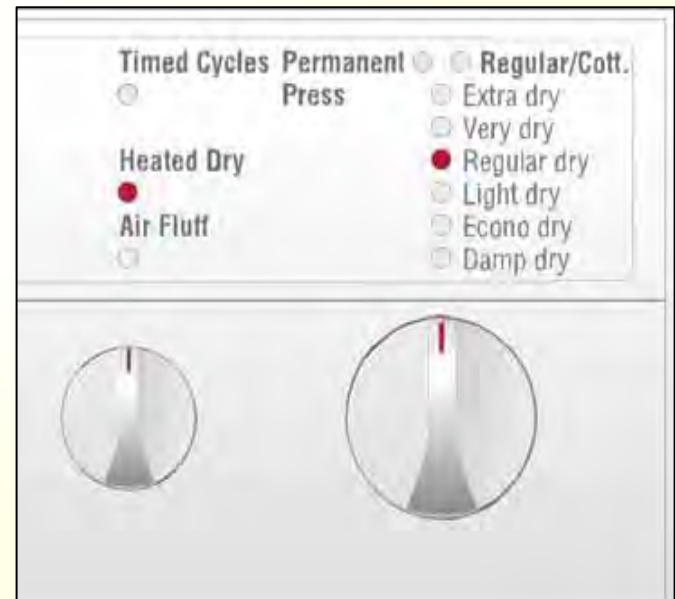 Timed Cycles
Heated Dry
Air Fluff
Permanent
Press
Regular/Cott.
Extra dry
Very dry
Regular dry
Light dry
Econo dry
Damp dry